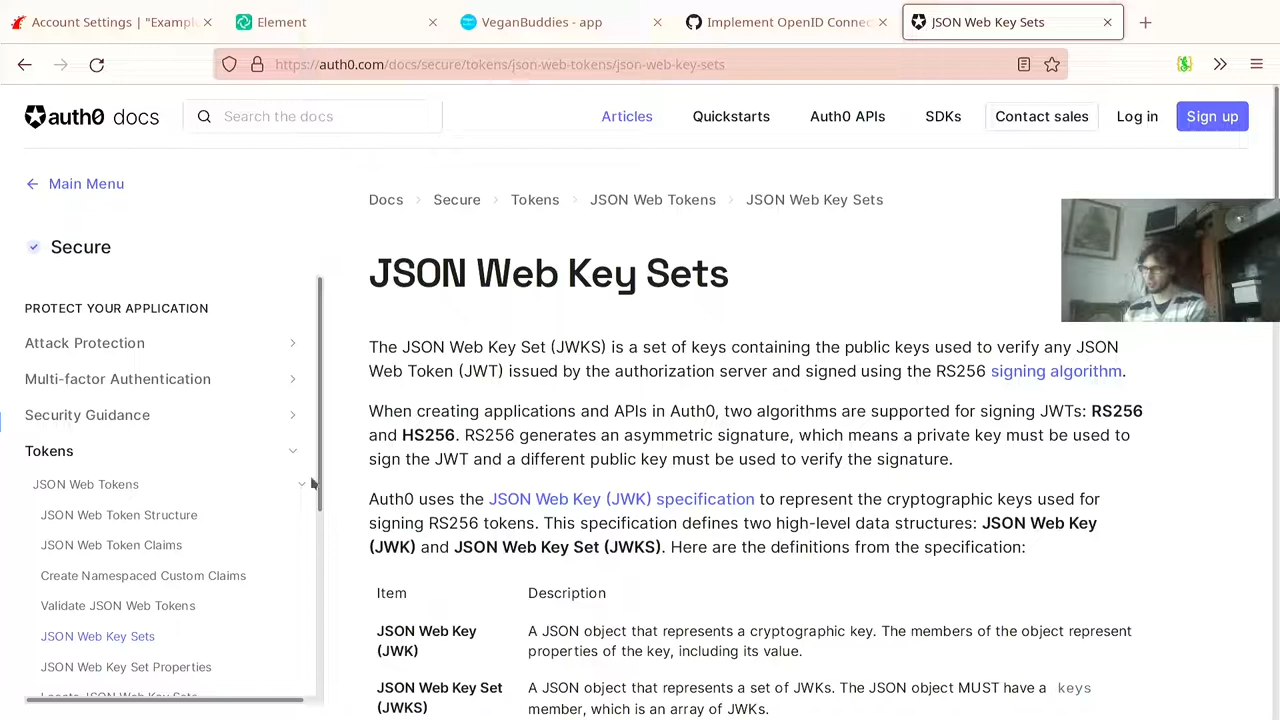 Account Settings | "Exampl
Element
VeganBuddies - app
Implement OpenID Connec
JSON Web Key Sets
https://auth0.com/docs/secure/tokens/json-web-tokens/json-web-key-sets
auth0 docs
Search the docs
Articles
Quickstarts
Auth0 APIs
SDKs
Contact sales
Log in
Sign up
Main Menu
Docs
Secure
Tokens
JSON Web Tokens
JSON Web Key Sets
Secure
PROTECT YOUR APPLICATION
Attack Protection
Multi-factor Authentication
Security Guidance
Tokens
JSON Web Tokens
JSON Web Token Structure
JSON Web Token Claims
Create Namespaced Custom Claims
Validate JSON Web Tokens
JSON Web Key Sets
JSON Web Key Set Properties
Locate JSON Web Key Sets
JSON Web Key Sets
The JSON Web Key Set (JWKS) is a set of keys containing the public keys used to verify any JSON
Web Token (JWT) issued by the authorization server and signed using the RS256 signing algorithm.
When creating applications and APIs in Auth0, two algorithms are supported for signing JWTs: RS256
and HS256. RS256 generates an asymmetric signature, which means a private key must be used to
sign the JWT and a different public key must be used to verify the signature.
Auth0 uses the JSON Web Key (JWK) specification to represent the cryptographic keys used for
signing RS256 tokens. This specification defines two high-level data structures: JSON Web Key
(JWK) and JSON Web Key Set (JWKS). Here are the definitions from the specification:
Item
Description
JSON Web Key
(JWK)
A JSON object that represents a cryptographic key. The members of the object represent
properties of the key, including its value.
JSON Web Key Set
(JWKS)
A JSON object that represents a set of JWKs. The JSON object MUST have a keys
member, which is an array of JWKs.